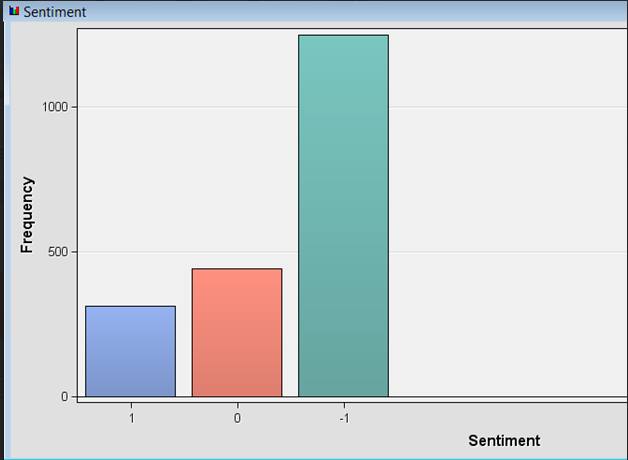 Sentiment
1000
500
0
Frequency
1 0 -1
Sentiment